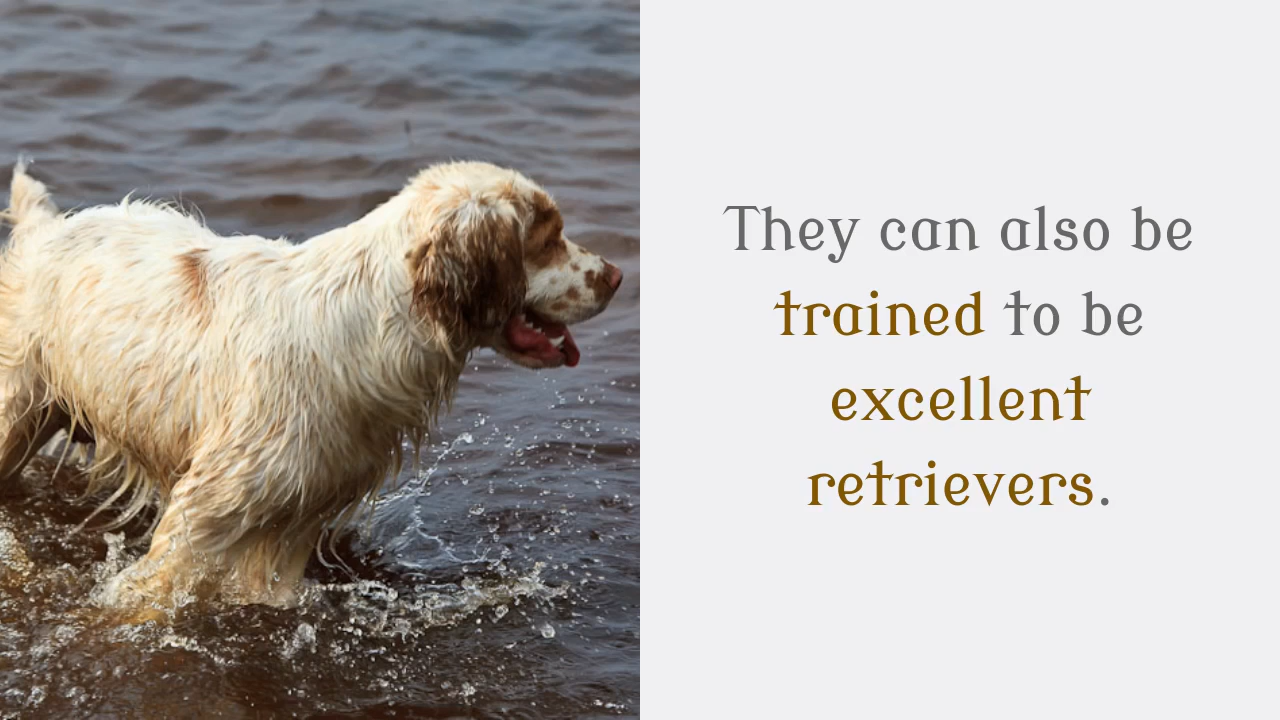 They can also be
trained to be
excellent
retrievers.